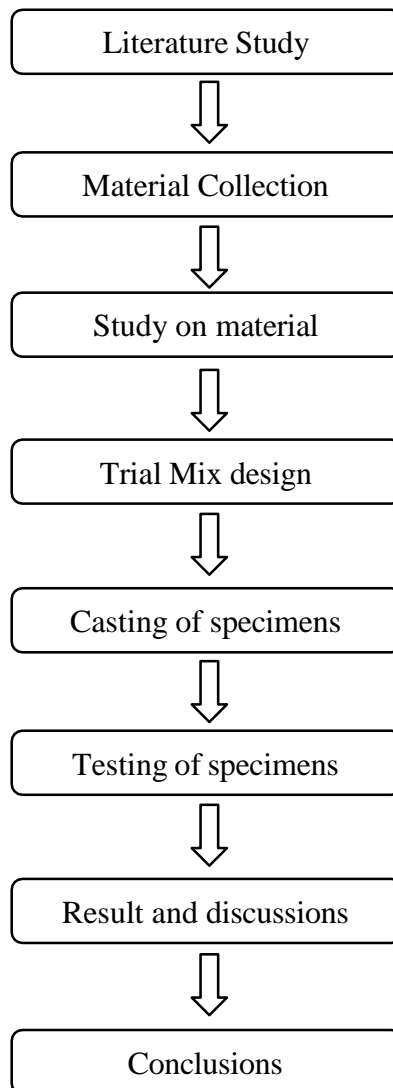 Literature Study
Material Collection
Study on material
Trial Mix design
Casting of specimens
Testing of specimens
Result and discussions
Conclusions